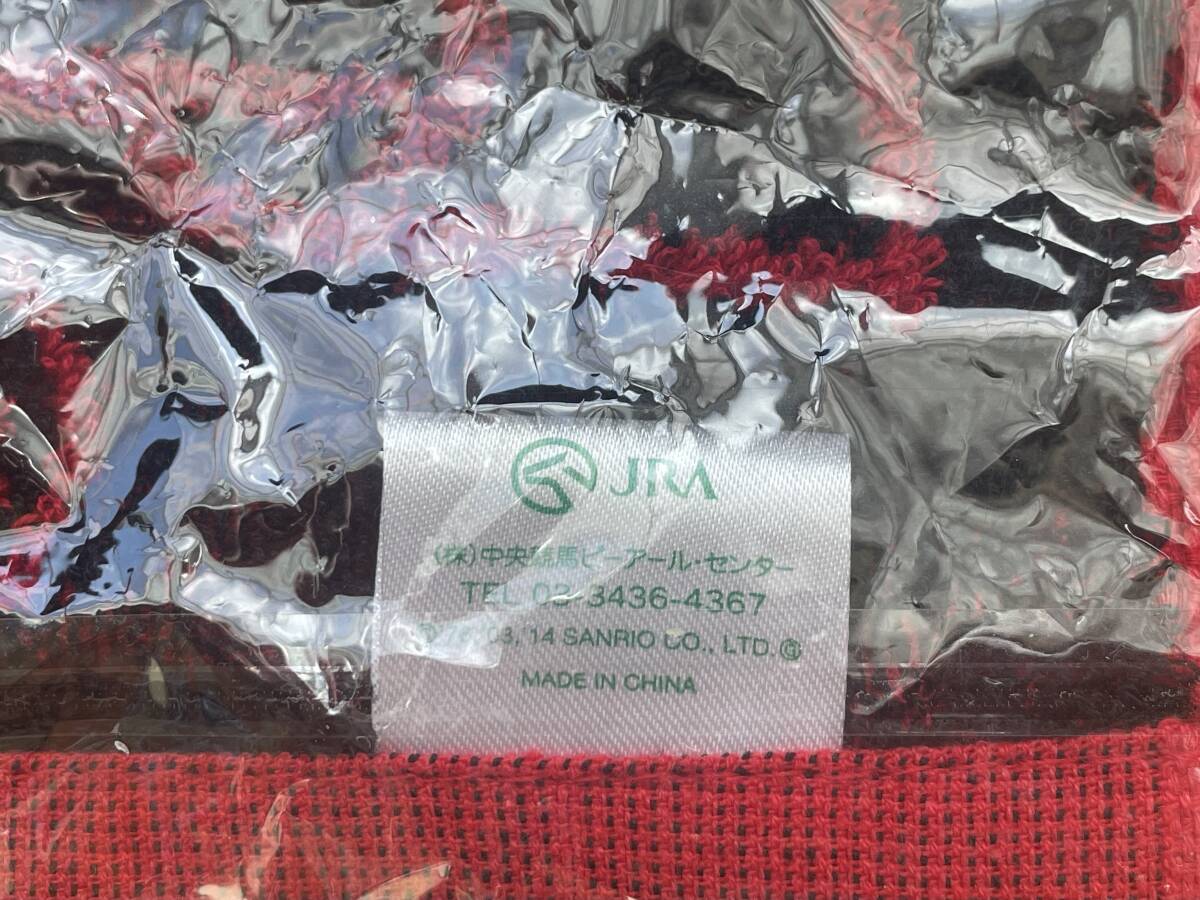 JRA
(株)中央競馬ピーアール・センター
TEL 03-3436-4367
'14 SANRIO CO., LTD. Ⓖ
MADE IN CHINA